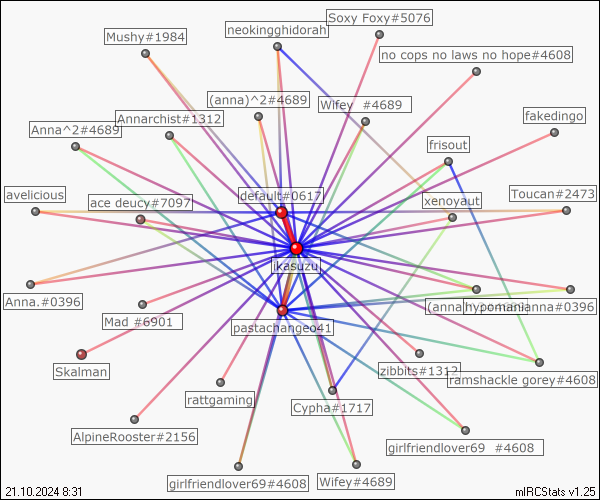 Soxy Foxy#5076
neokingghidorah
Mushy#1984
no cops no laws no hope#4608
(anna)^2#4689
Wifey #4689
Annarchist#1312
fakedingo
Anna^2#4689
frisout
default#0617
avelicious
ace deucy#7097
xenoyaut
Toucan#2473
jkasuzu
Anna.#0396
(anna
hypomanianna#0396
Mad #6901
pastachangeo41
Skalman
zibbits#1312
ramshackle gorey#4608
rattgaming
Cypha#1717
AlpineRooster#2156
girlfriendlover69 #4608
girlfriendlover69#4608
Wifey#4689
21.10.2024 8:31
mIRCStats v1.25